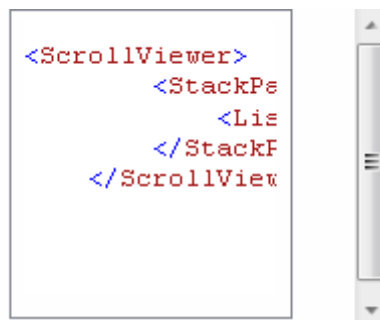 <ScrollViewer>
<StackPa
<Lis
</StackP
</ScrollView